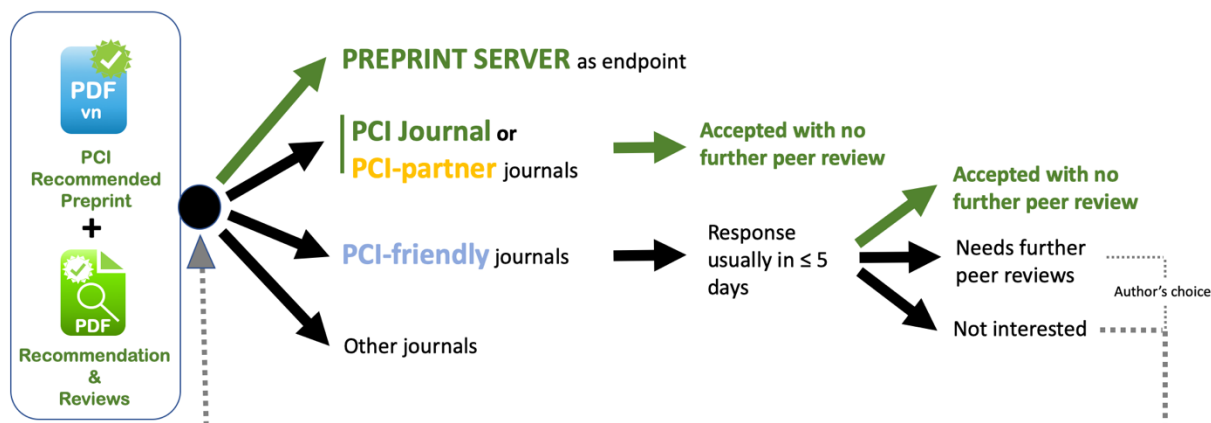 PDF
vn
PCI
Recommended
Preprint
+
PDF
Recommendation
&
Reviews
PREPRINT SERVER as endpoint
PCI Journal or
PCI-partner journals
Accepted with no
further peer review
PCI-friendly journals
Response
usually in ≤ 5
days
Accepted with no
further peer review
Needs further
peer reviews
Author's choice
Not interested
Other journals